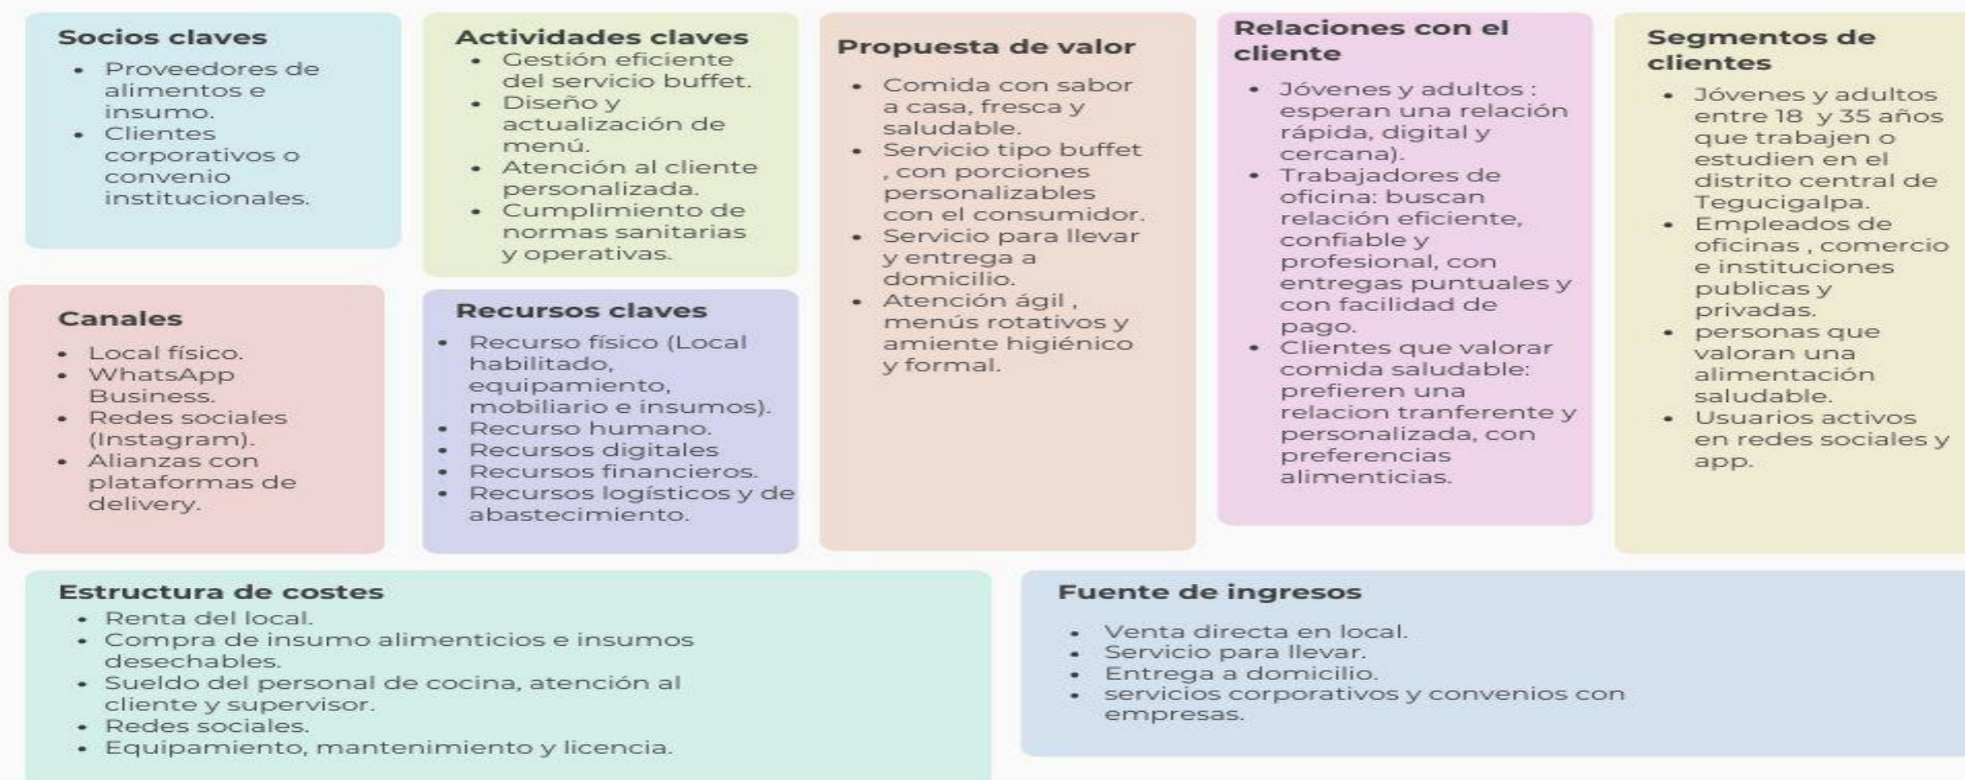 Socios claves
• Proveedores de
alimentos e
insumo.
• Clientes
corporativos o
convenio
institucionales.
Actividades claves
• Gestión eficiente
del servicio buffet.
• Diseño y
actualización de
menú.
• Atención al cliente
personalizada.
• Cumplimiento de
normas sanitarias
y operativas.
Propuesta de valor
• Comida con sabor
a casa, fresca y
saludable.
• Servicio tipo buffet
, con porciones
personalizables
con el consumidor.
• Servicio para llevar
y entrega a
domicilio.
• Atención ágil ,
menús rotativos y
amiente higiénico
y formal.
Relaciones con el
cliente
• Jóvenes y adultos :
esperan una relación
rápida, digital y
cercana).
• Trabajadores de
oficina: buscan
relación eficiente,
confiable y
profesional, con
entregas puntuales y
con facilidad de
pago.
• Clientes que valorar
comida saludable:
prefieren una
relacion tranferente y
personalizada, con
preferencias
alimenticias.
Segmentos de
clientes
• Jóvenes y adultos
entre 18 y 35 años
que trabajen o
estudien en el
distrito central de
Tegucigalpa.
• Empleados de
oficinas , comercio
e instituciones
publicas y
privadas.
• personas que
valoran una
alimentación
saludable.
• Usuarios activos
en redes sociales y
app.
Canales
• Local físico.
• WhatsApp
Business.
• Redes sociales
(Instagram).
• Alianzas con
plataformas de
delivery.
Recursos claves
• Recurso físico (Local
habilitado,
equipamiento,
mobiliario e insumos).
• Recurso humano.
• Recursos digitales
• Recursos financieros.
• Recursos logísticos y de
abastecimiento.
Estructura de costes
• Renta del local.
• Compra de insumo alimenticios e insumos
desechables.
• Sueldo del personal de cocina, atención al
cliente y supervisor.
• Redes sociales.
• Equipamiento, mantenimiento y licencia.
Fuente de ingresos
• Venta directa en local.
• Servicio para llevar.
• Entrega a domicilio.
• servicios corporativos y convenios con
empresas.